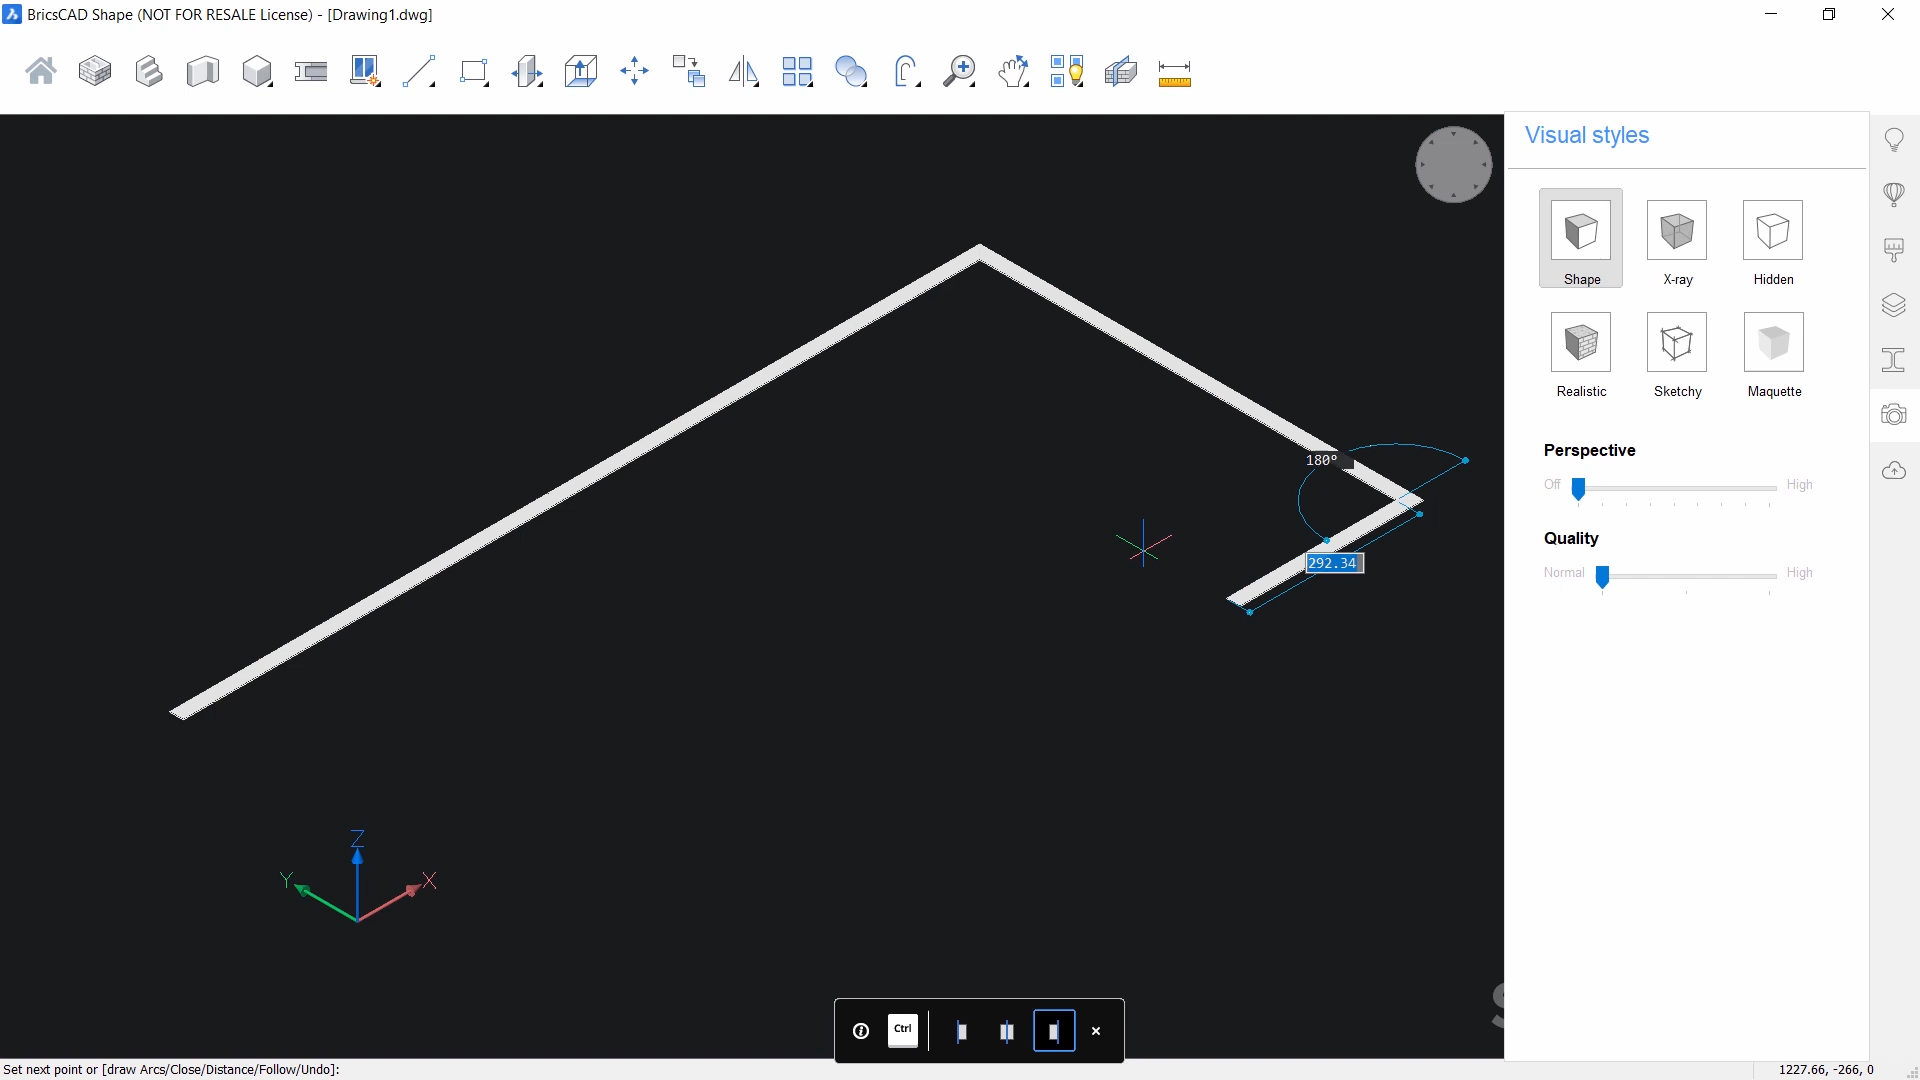 BricsCAD Shape (NOT FOR RESALE License) - [Drawing1.dwg]
Visual styles
Shape
X-ray
Hidden
Realistic
Sketchy
Maquette
Perspective
Off
High
Quality
Normal
High
180°
292.34
Z
Y
X
Ctrl
Set next point or [draw Arcs/Close/Distance/Follow/Undo]:
1227.66, -266, 0